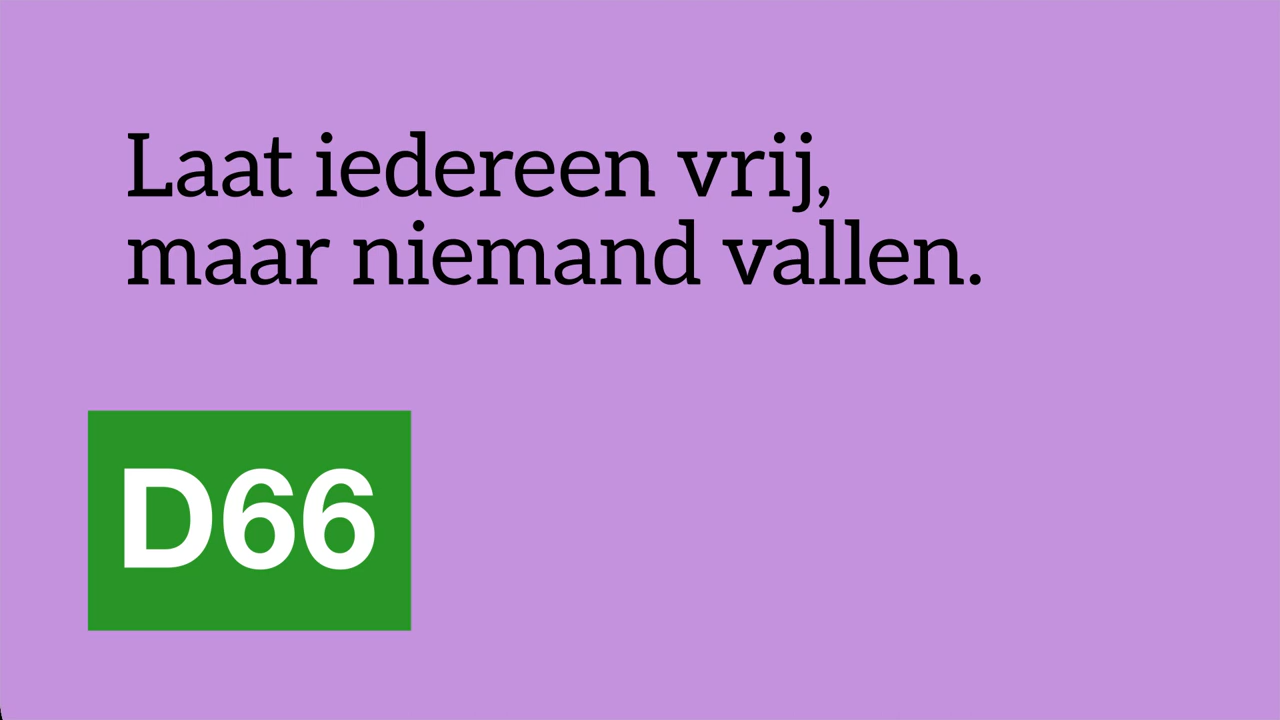 Laat iedereen vrij,
maar niemand vallen.
D66